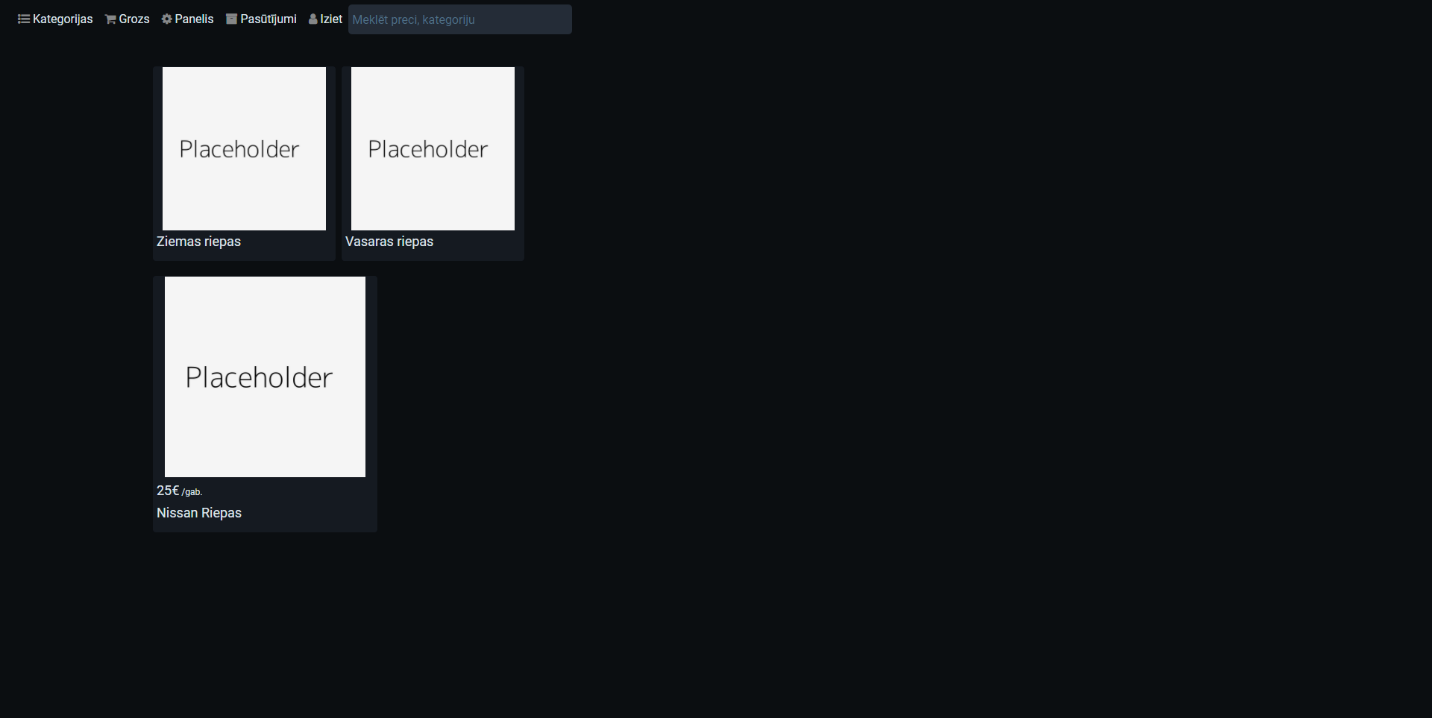 Kategorijas Grozs Panelis Pasūtījumi Iziet Meklēt preci, kategoriju
Placeholder Placeholder
Ziemas riepas Vasaras riepas
Placeholder
25€ /gab.
Nissan Riepas